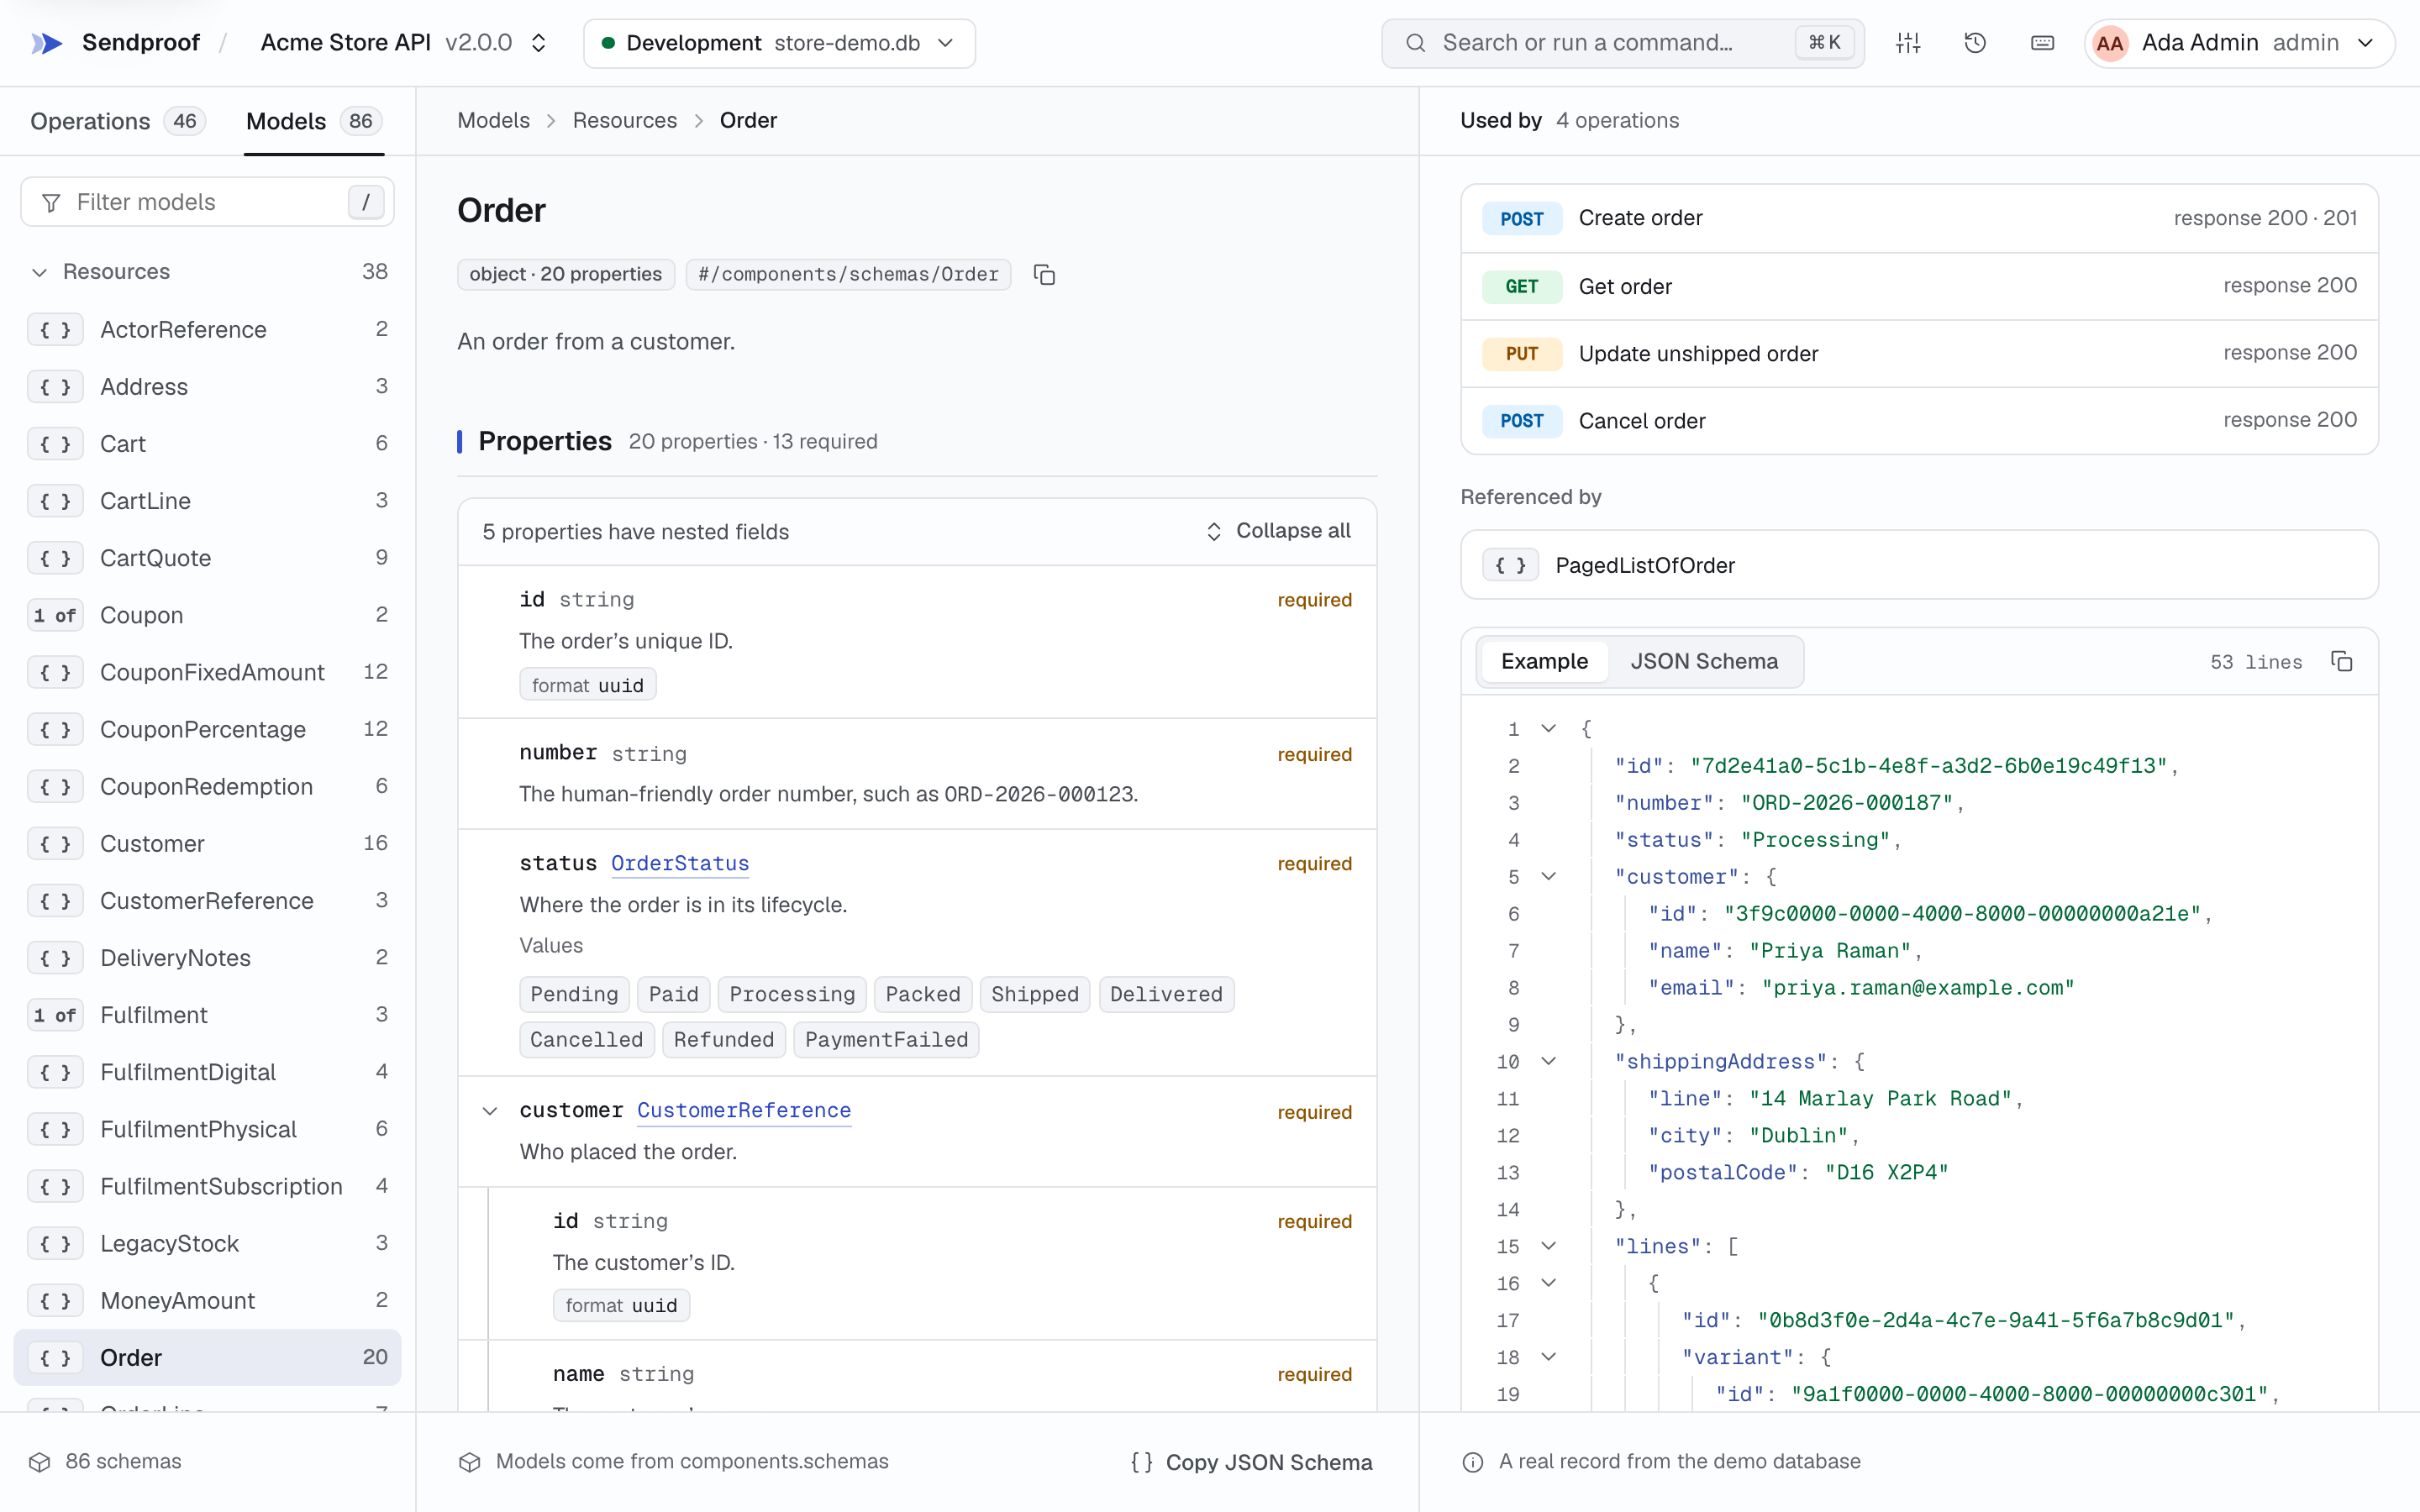 Sendproof / Acme Store API v2.0.0
Development store-demo.db
Search or run a command... ⌘K
AA Ada Admin admin
Operations 46 Models 86
Filter models /
Resources 38
{ } ActorReference 2
{ } Address 3
{ } Cart 6
{ } CartLine 3
{ } CartQuote 9
1 of Coupon 2
{ } CouponFixedAmount 12
{ } CouponPercentage 12
{ } CouponRedemption 6
{ } Customer 16
{ } CustomerReference 3
{ } DeliveryNotes 2
1 of Fulfilment 3
{ } FulfilmentDigital 4
{ } FulfilmentPhysical 6
{ } FulfilmentSubscription 4
{ } LegacyStock 3
{ } MoneyAmount 2
{ } Order 20
86 schemas
Models > Resources > Order
Order
object · 20 properties #/components/schemas/Order
An order from a customer.
Properties 20 properties · 13 required
5 properties have nested fields Collapse all
id string required
The order’s unique ID.
format uuid
number string required
The human-friendly order number, such as ORD-2026-000123.
status OrderStatus required
Where the order is in its lifecycle.
Values
Pending Paid Processing Packed Shipped Delivered
Cancelled Refunded PaymentFailed
customer CustomerReference required
Who placed the order.
id string required
The customer’s ID.
format uuid
name string required
Models come from components.schemas
{} Copy JSON Schema
Used by 4 operations
POST Create order response 200 · 201
GET Get order response 200
PUT Update unshipped order response 200
POST Cancel order response 200
Referenced by
{ } PagedListOfOrder
Example JSON Schema 53 lines
1 {
2 "id": "7d2e41a0-5c1b-4e8f-a3d2-6b0e19c49f13",
3 "number": "ORD-2026-000187",
4 "status": "Processing",
5 "customer": {
6 "id": "3f9c0000-0000-4000-8000-00000000a21e",
7 "name": "Priya Raman",
8 "email": "priya.raman@example.com"
9 },
10 "shippingAddress": {
11 "line": "14 Marlay Park Road",
12 "city": "Dublin",
13 "postalCode": "D16 X2P4"
14 },
15 "lines": [
16 {
17 "id": "0b8d3f0e-2d4a-4c7e-9a41-5f6a7b8c9d01",
18 "variant": {
19 "id": "9a1f0000-0000-4000-8000-00000000c301",
A real record from the demo database